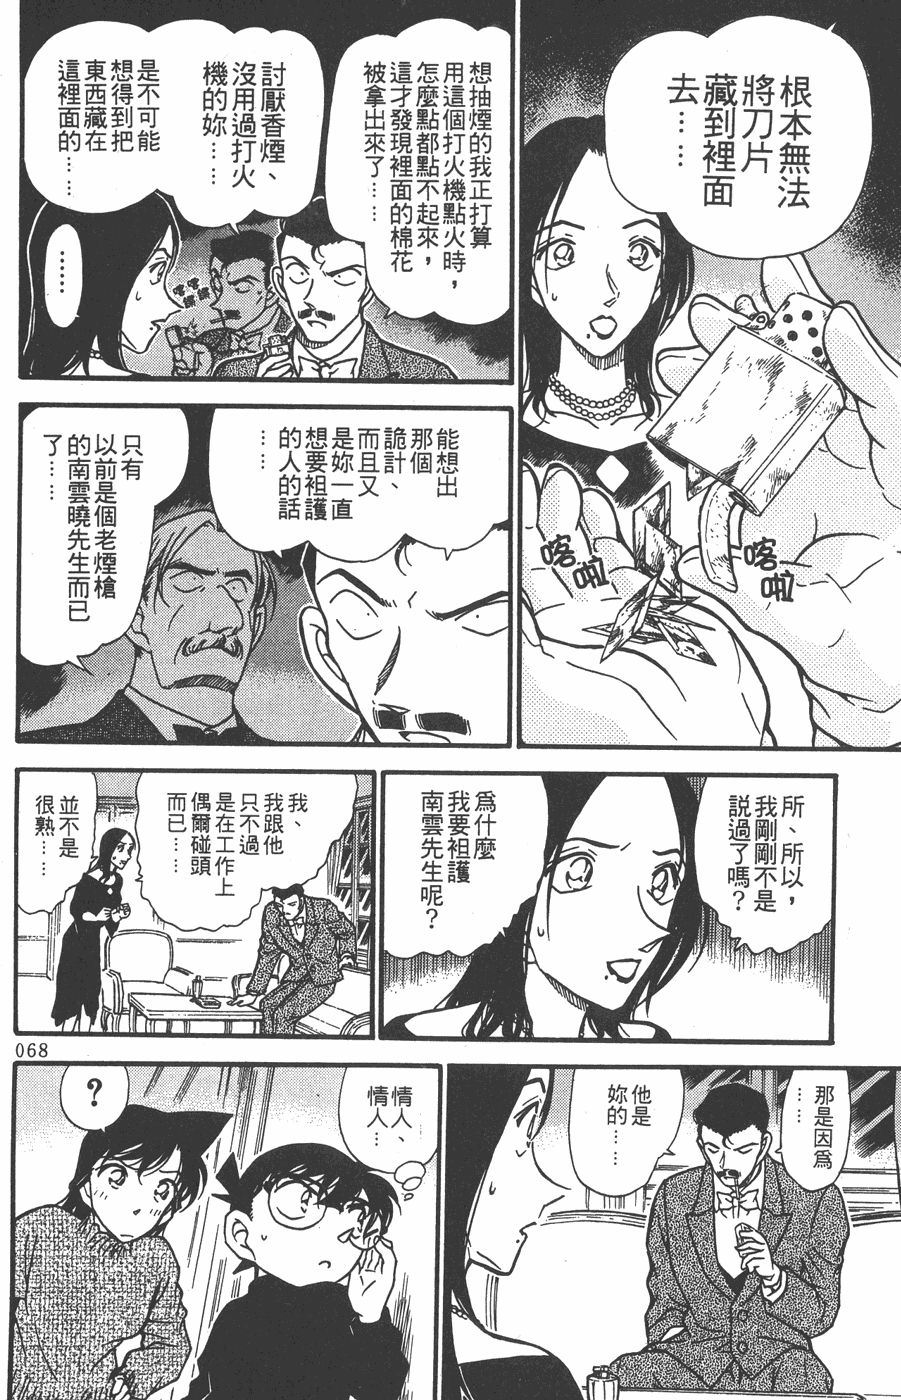 根本無法
將刀片
藏到裡面
去……
喀啦
喀啦
想抽煙的我正打算
用這個打火機點火時，
怎麼點都點不起來，
這才發現裡面的棉花
被拿出來了……
討厭香煙、
沒用過打火
機的妳…
是不可能
想得到把
東西藏在
這裡面的……
……
能想出
那個
詭計、
而且又
是妳一直
想要袒護
的人的話
……
只有
以前是個老煙槍
的南雲曉先生而已
了……
所、所以，
我剛剛不是
說過了嗎？
為什麼
我要袒護
南雲先生呢？
我、
我跟他
只不過
是在工作上
偶爾碰頭
而已……
並不是
很熟……
068
那是因為
……
他是
妳的…
情人、
情人…
？